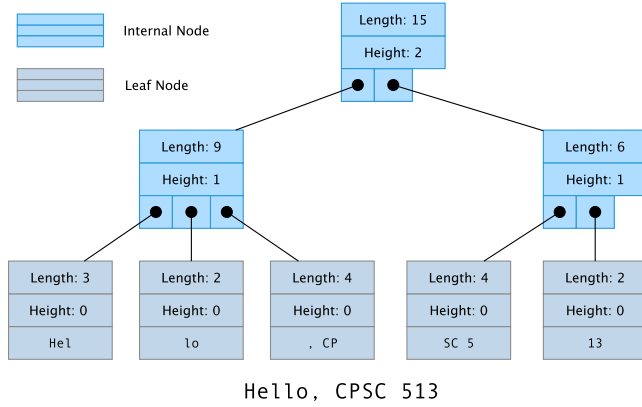 Internal Node
Leaf Node
Length: 15
Height: 2
Length: 9
Height: 1
Length: 6
Height: 1
Length: 3
Height: 0
Hel
Length: 2
Height: 0
lo
Length: 4
Height: 0
, CP
Length: 4
Height: 0
SC 5
Length: 2
Height: 0
13
Hello, CPSC 513